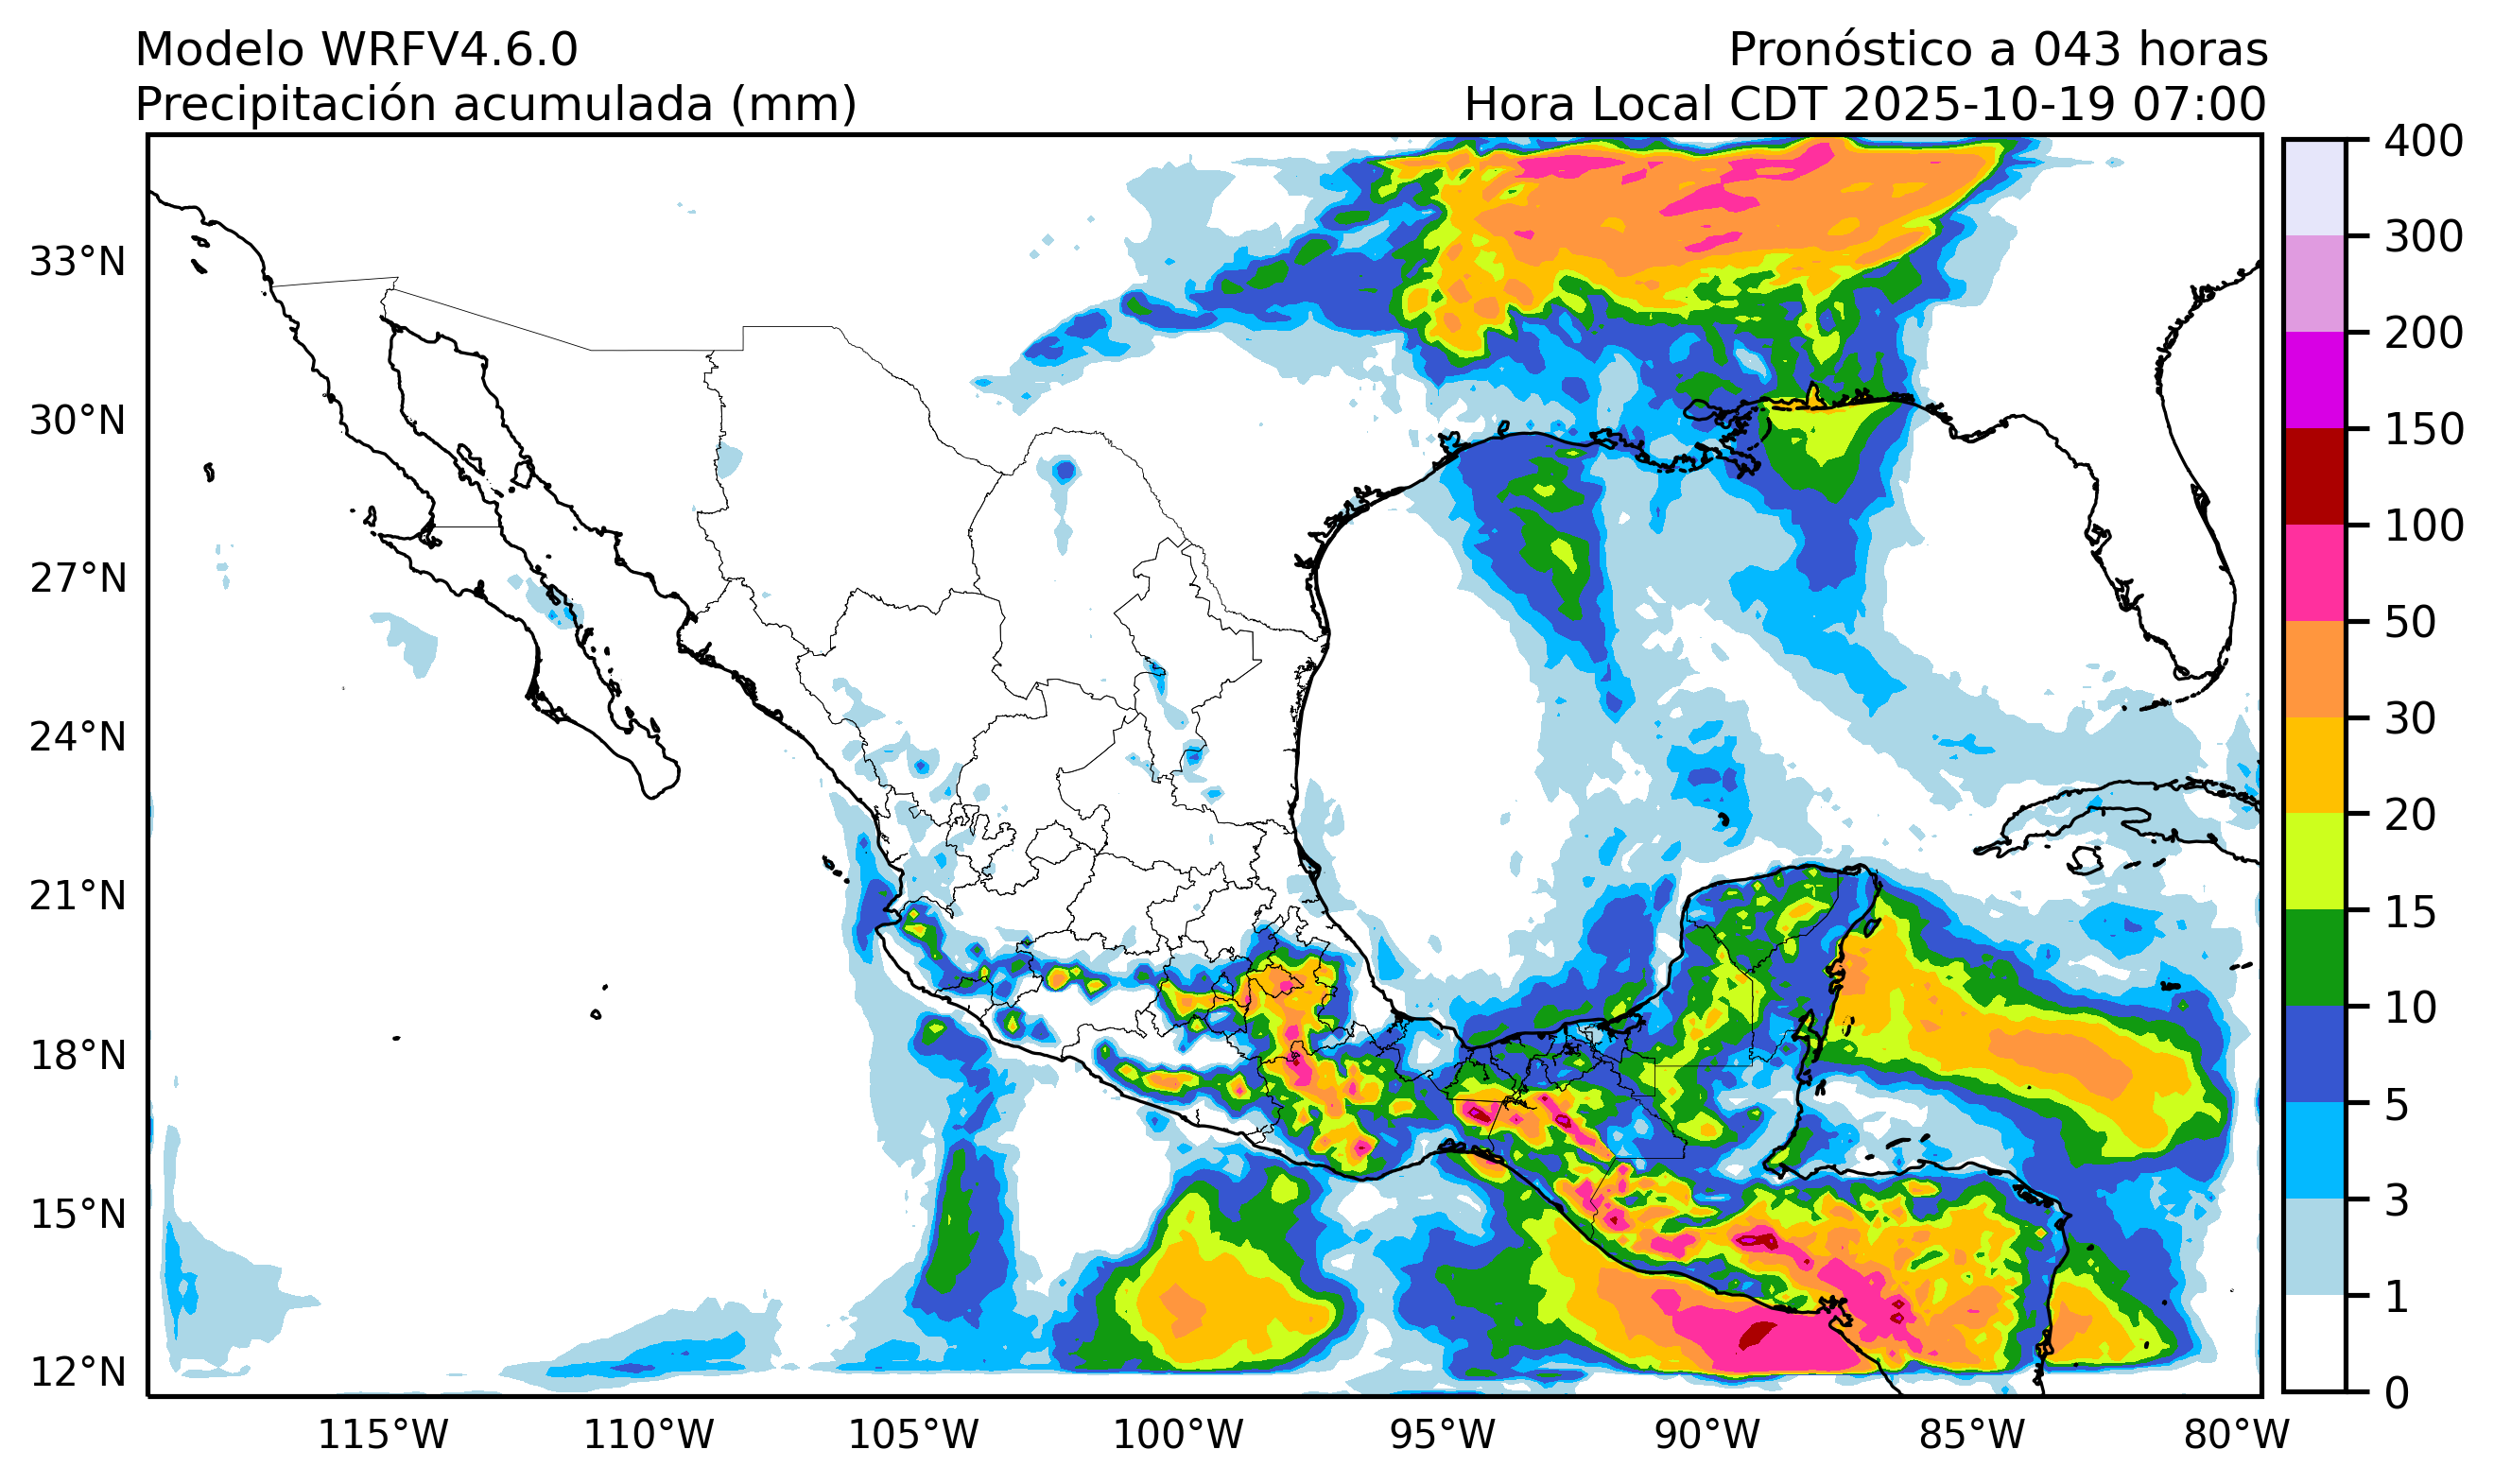 Modelo WRFV4.6.0
Precipitación acumulada (mm)
Pronóstico a 043 horas
Hora Local CDT 2025-10-19 07:00
33°N
30°N
27°N
24°N
21°N
18°N
15°N
12°N
115°W
110°W
105°W
100°W
95°W
90°W
85°W
80°W
400
300
200
150
100
50
30
20
15
10
5
3
1
0